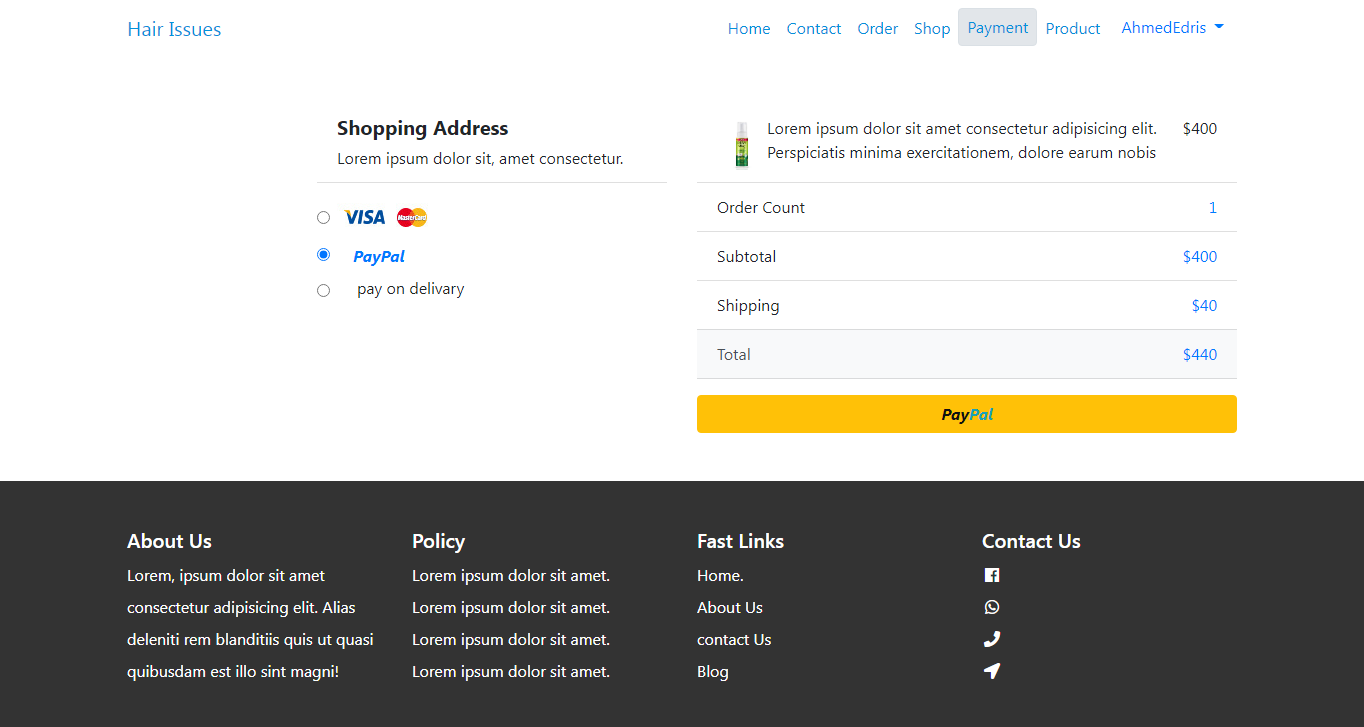 Hair Issues
Home Contact Order Shop Payment Product AhmedEdris
Shopping Address
Lorem ipsum dolor sit, amet consectetur.
VISA MasterCard
PayPal
pay on delivary
Lorem ipsum dolor sit amet consectetur adipisicing elit. $400
Perspiciatis minima exercitationem, dolore earum nobis
Order Count 1
Subtotal $400
Shipping $40
Total $440
PayPal
About Us
Lorem, ipsum dolor sit amet
consectetur adipisicing elit. Alias
deleniti rem blanditiis quis ut quasi
quibusdam est illo sint magni!
Policy
Lorem ipsum dolor sit amet.
Lorem ipsum dolor sit amet.
Lorem ipsum dolor sit amet.
Lorem ipsum dolor sit amet.
Fast Links
Home.
About Us
contact Us
Blog
Contact Us